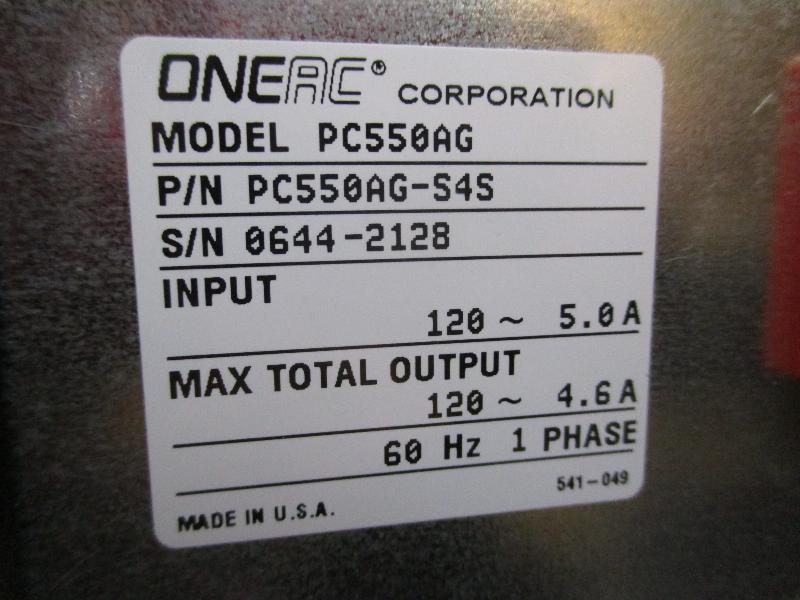 ONEAC® CORPORATION
MODEL PC550AG
P/N PC550AG-S4S
S/N 0644-2128
INPUT
120 ~ 5.0 A
MAX TOTAL OUTPUT
120 ~ 4.6 A
60 Hz 1 PHASE
541-049
MADE IN U.S.A.